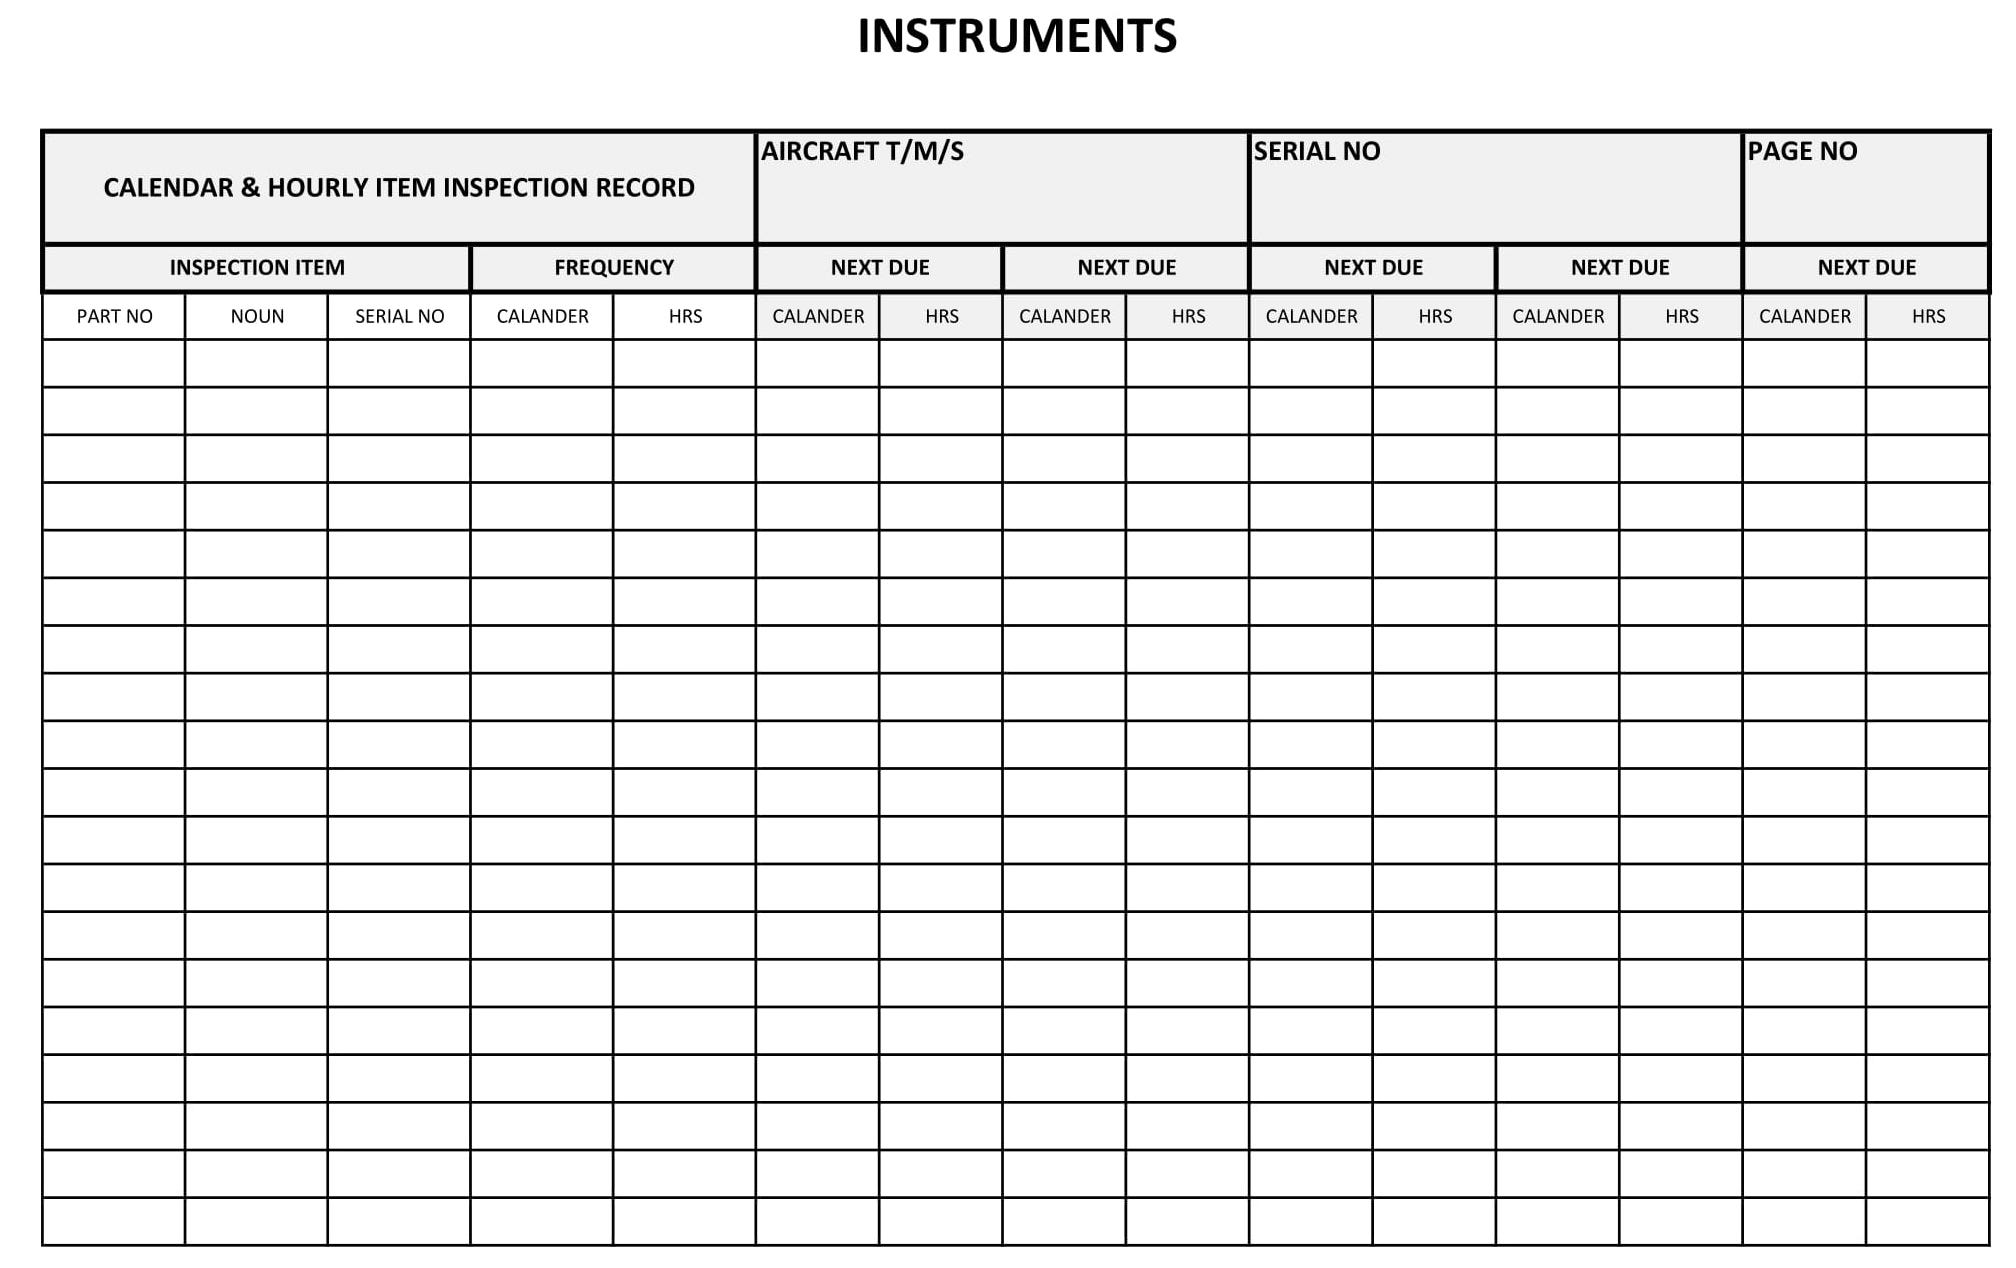 INSTRUMENTS
CALENDAR & HOURLY ITEM INSPECTION RECORD
AIRCRAFT T/M/S
SERIAL NO
PAGE NO
INSPECTION ITEM FREQUENCY NEXT DUE NEXT DUE NEXT DUE NEXT DUE NEXT DUE
PART NO NOUN SERIAL NO CALANDER HRS CALANDER HRS CALANDER HRS CALANDER HRS CALANDER HRS CALANDER HRS